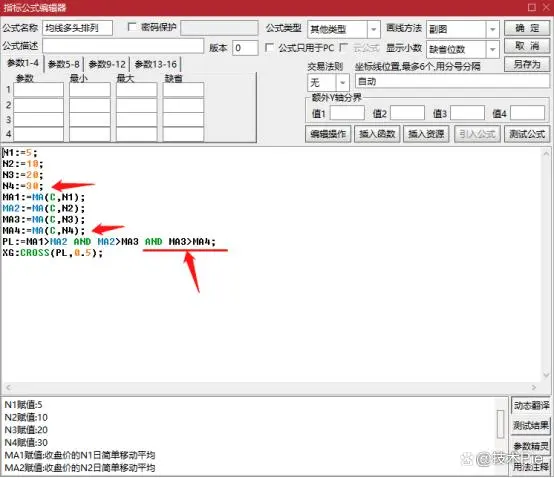 指标公式编辑器
公式名称 均线多头排列 密码保护 公式类型 其他类型 画线方法 副图 确 定
公式描述 版本 0 公式只用于PC 云公式 显示小数 缺省位数 取 消
参数1-4 参数5-8 参数9-12 参数13-16 交易法则 坐标线位置,最多6个,用分号分隔 另存为
参数 最小 最大 缺省 无 自动
1 额外Y轴分界
2 值1 值2 值3 值4
3
4 编辑操作 插入函数 插入资源 引入公式 测试公式
N1:=5;
N2:=10;
N3:=20;
N4:=30;
MA1:=MA(C,N1);
MA2:=MA(C,N2);
MA3:=MA(C,N3);
MA4:=MA(C,N4);
PL:=MA1>MA2 AND MA2>MA3 AND MA3>MA4;
XG:CROSS(PL,0.5);
N1赋值:5 动态翻译
N2赋值:10
N3赋值:20 测试结果
N4赋值:30
MA1赋值:收盘价的N1日简单移动平均 参数精灵
MA2赋值:收盘价的N2日简单移动平均 用法注释